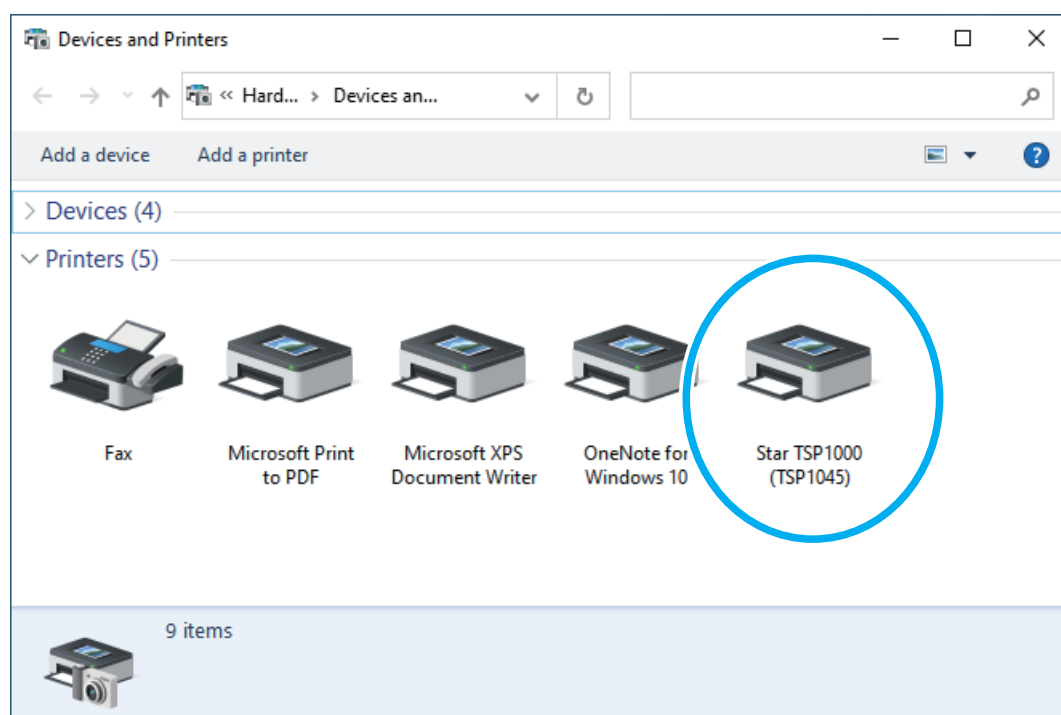 Devices and Printers
« Hard... > Devices an...
Add a device Add a printer
Devices (4)
Printers (5)
Fax Microsoft Print Microsoft XPS OneNote for Star TSP1000
to PDF Document Writer Windows 10 (TSP1045)
9 items